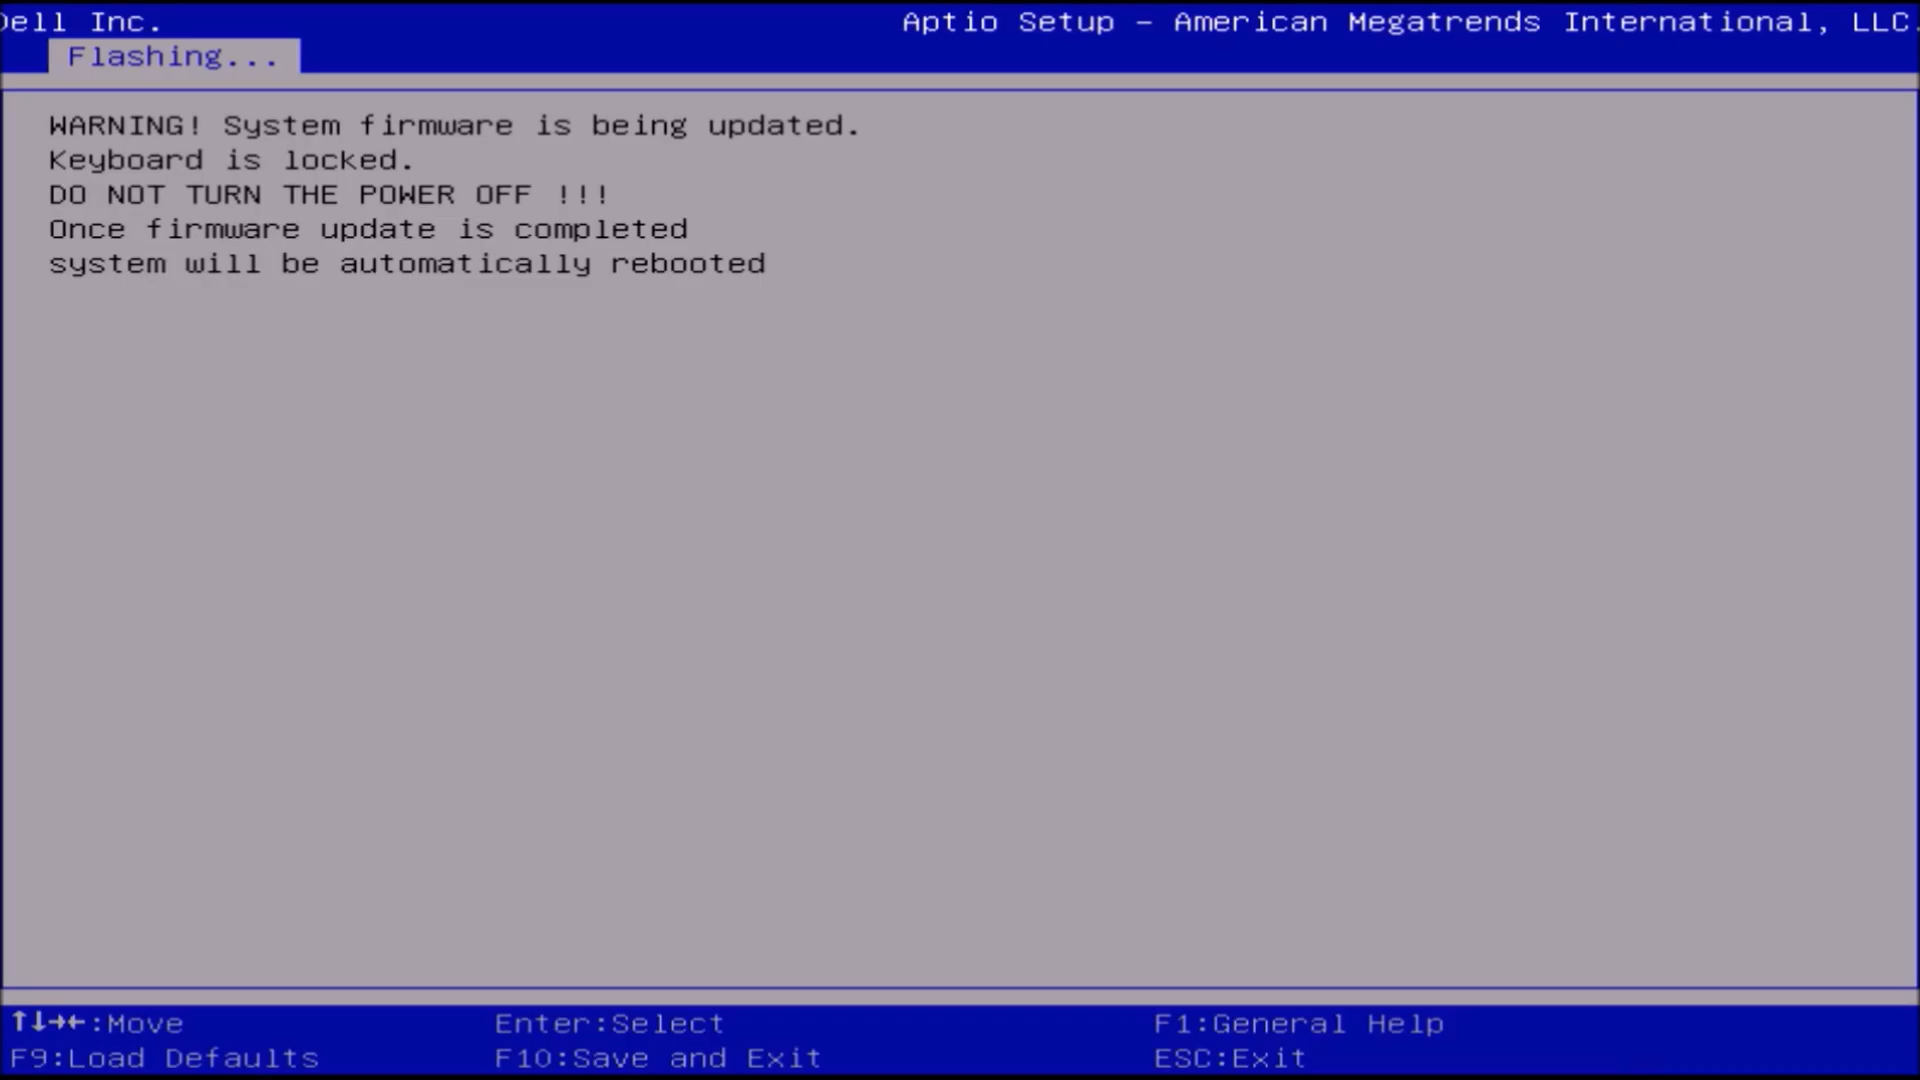 Dell Inc.
Aptio Setup – American Megatrends International, LLC.
Flashing...
WARNING! System firmware is being updated.
Keyboard is locked.
DO NOT TURN THE POWER OFF !!!
Once firmware update is completed
system will be automatically rebooted
↑↓→←:Move
Enter:Select
F1:General Help
F9:Load Defaults
F10:Save and Exit
ESC:Exit